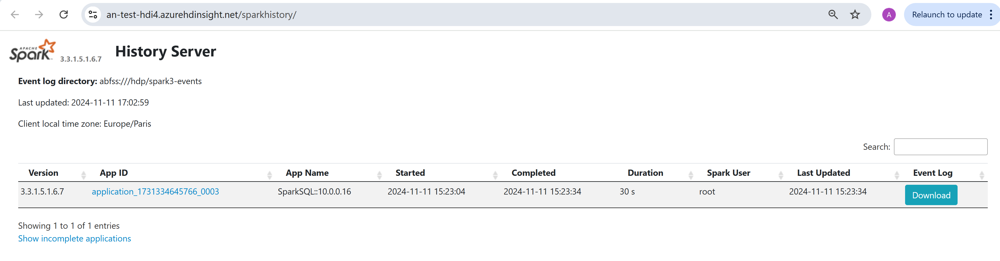 an-test-hdi4.azurehdinsight.net/sparkhistory/
A
Relaunch to update
APACHE
Spark™ 3.3.1.5.1.6.7 History Server
Event log directory: abfss:///hdp/spark3-events
Last updated: 2024-11-11 17:02:59
Client local time zone: Europe/Paris
Search:
Version App ID App Name Started Completed Duration Spark User Last Updated Event Log
3.3.1.5.1.6.7 application_1731334645766_0003 SparkSQL::10.0.0.16 2024-11-11 15:23:04 2024-11-11 15:23:34 30 s root 2024-11-11 15:23:34 Download
Showing 1 to 1 of 1 entries
Show incomplete applications